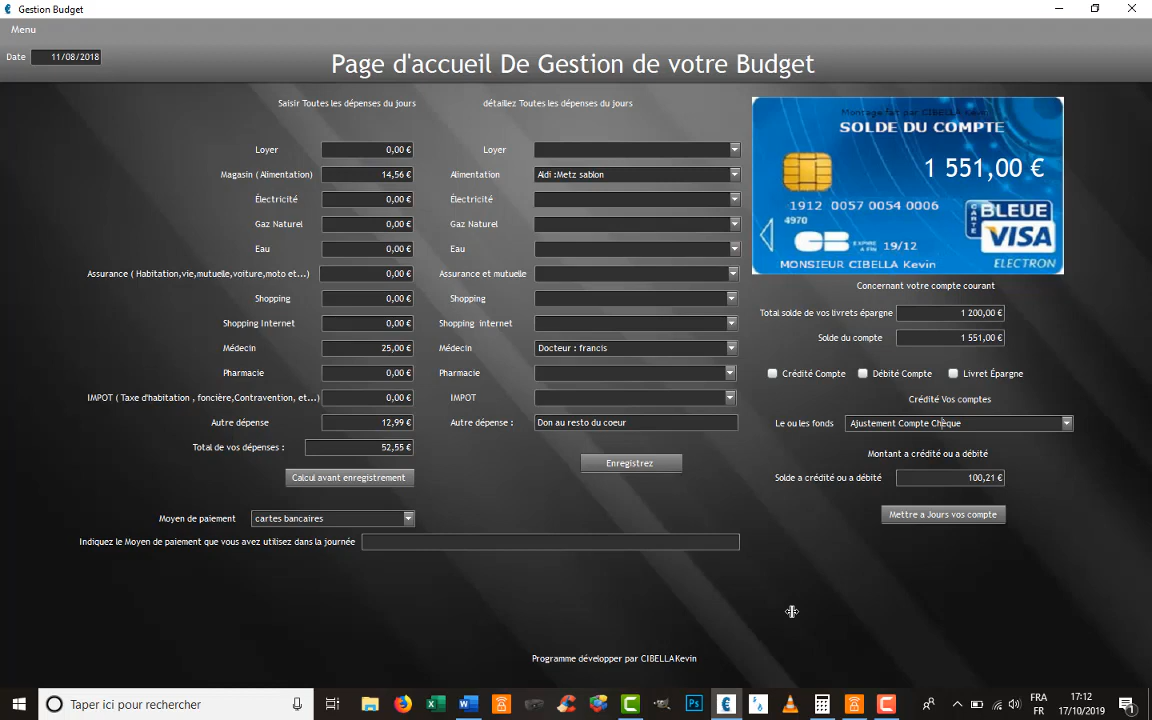 Gestion Budget
Menu
Date 11/08/2018
Page d'accueil De Gestion de votre Budget
Saisir Toutes les dépenses du jours
détaillez Toutes les dépenses du jours
Loyer 0,00 €
Magasin ( Alimentation) 14,56 €
Électricité 0,00 €
Gaz Naturel 0,00 €
Eau 0,00 €
Assurance ( Habitation,vie,mutuelle,voiture,moto et...) 0,00 €
Shopping 0,00 €
Shopping Internet 0,00 €
Médecin 25,00 €
Pharmacie 0,00 €
IMPOT ( Taxe d'habitation , foncière,Contravention, et...) 0,00 €
Autre dépense 12,99 €
Total de vos dépenses : 52,55 €
Calcul avant enregistrement
Loyer
Alimentation Aldi :Metz sablon
Électricité
Gaz Naturel
Eau
Assurance et mutuelle
Shopping
Shopping internet
Médecin Docteur : francis
Pharmacie
IMPOT
Autre dépense : Don au resto du coeur
Enregistrez
Moyen de paiement cartes bancaires
Indiquez le Moyen de paiement que vous avez utilisez dans la journée
Montage fait par CIBELLA Kevin
SOLDE DU COMPTE
1 551,00 €
1912 0057 0054 0006
4970
CB EXPIRE A FIN 19/12
CARTE BLEUE
VISA
MONSIEUR CIBELLA Kevin ELECTRON
Concernant votre compte courant
Total solde de vos livrets épargne 1 200,00 €
Solde du compte 1 551,00 €
Crédité Compte Débité Compte Livret Épargne
Crédité Vos comptes
Le ou les fonds Ajustement Compte Chèque
Montant a crédité ou a débité
Solde a crédité ou a débité 100,21 €
Mettre a Jours vos compte
Programme développer par CIBELLA Kevin
Taper ici pour rechercher
FRA
FR
17:12
17/10/2019